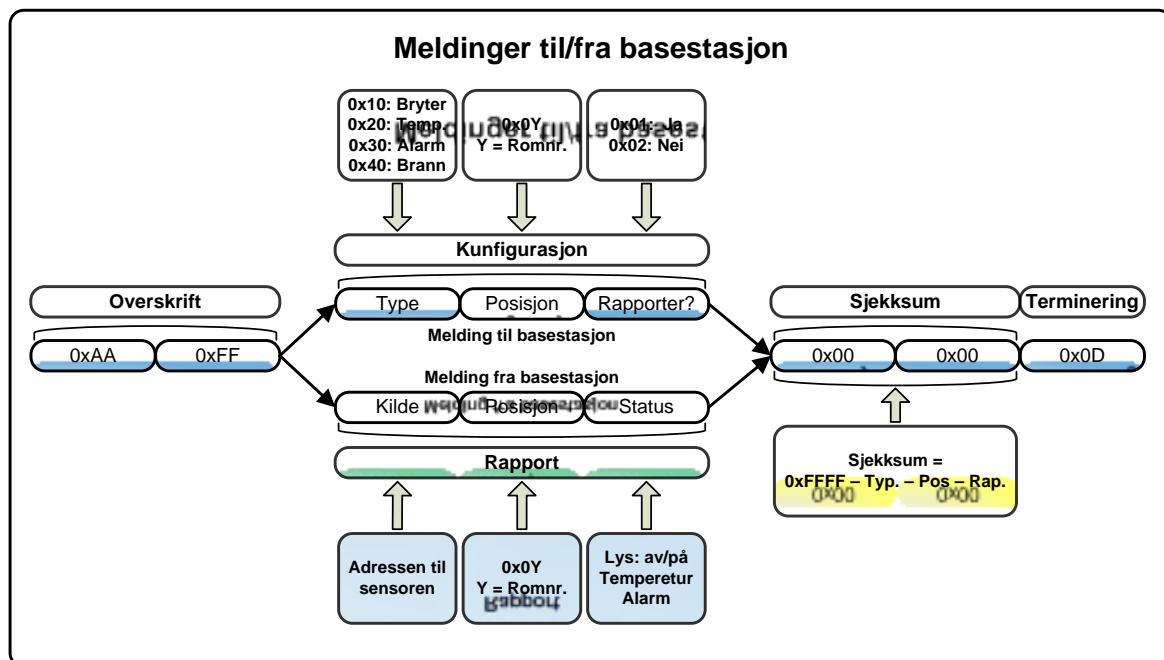 Meldinger til/fra basestasjon
0x10: Bryter
0x20: Temp.
0x30: Alarm
0x40: Brann
0x0Y
Y = Romnr.
0x01: Ja
0x02: Nei
Kunfigurasjon
Overskrift
Type
Posisjon
Rapporter?
Sjekksum
Terminering
Melding til basestasjon
0xAA
0xFF
0x00
0x00
0x0D
Melding fra basestasjon
Kilde
Posisjon
Status
Rapport
Sjekksum =
0xFFFF – Typ. – Pos – Rap.
Adressen til
sensoren
0x0Y
Y = Romnr.
Lys: av/på
Temperetur
Alarm